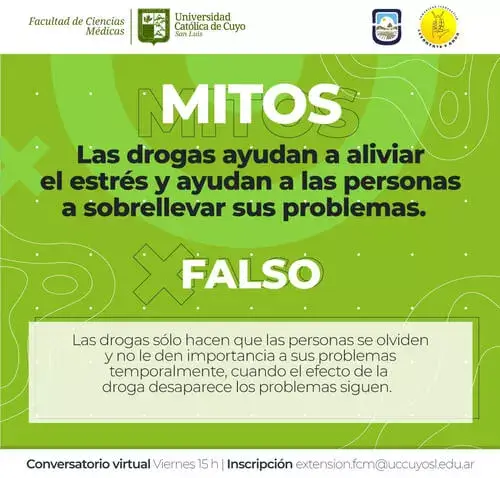 Facultad de Ciencias
Médicas
Universidad
Católica de Cuyo
San Luis
MITOS
Las drogas ayudan a aliviar
el estrés y ayudan a las personas
a sobrellevar sus problemas.
FALSO
Las drogas sólo hacen que las personas se olviden
y no le den importancia a sus problemas
temporalmente, cuando el efecto de la
droga desaparece los problemas siguen.
Conversatorio virtual Viernes 15 h | Inscripción extension.fcm@uccuyosl.edu.ar